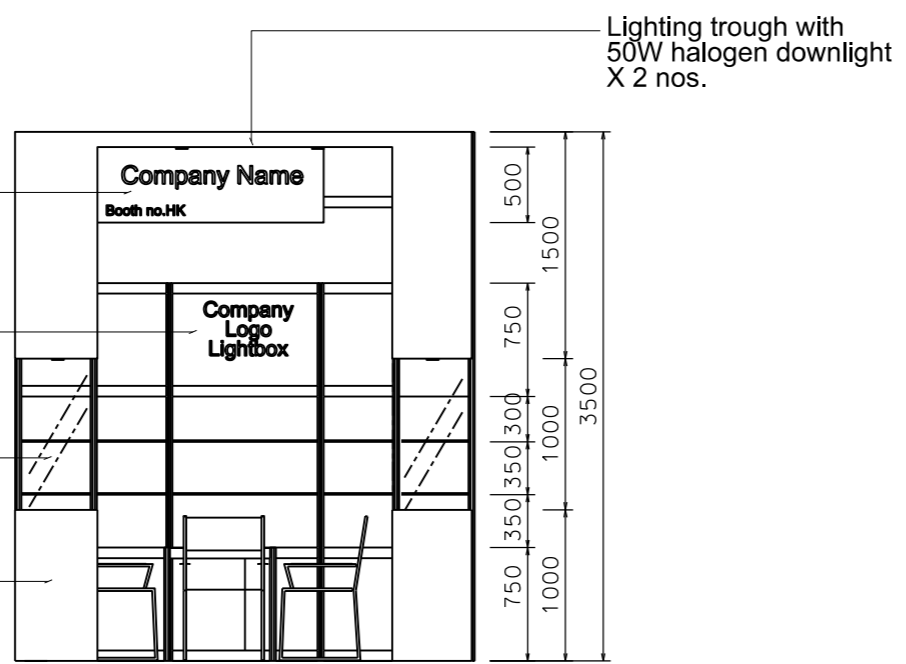 Lighting trough with
50W halogen downlight
X 2 nos.
Company Name
Booth no.HK
Company
Logo
Lightbox
500
1500
750
3500
300
1000
350
350
750
1000